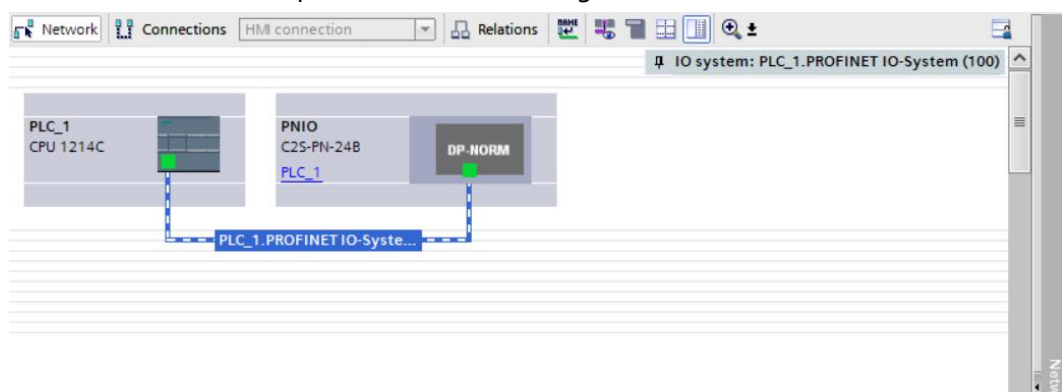 Network Connections HMI connection Relations
NAME
IO system: PLC_1.PROFINET IO-System (100)
PLC_1
CPU 1214C
PNIO
C2S-PN-24B
PLC_1
DP-NORM
PLC_1.PROFINET IO-Syste...